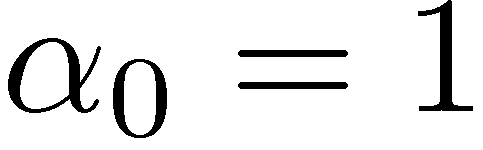 α₀ = 1